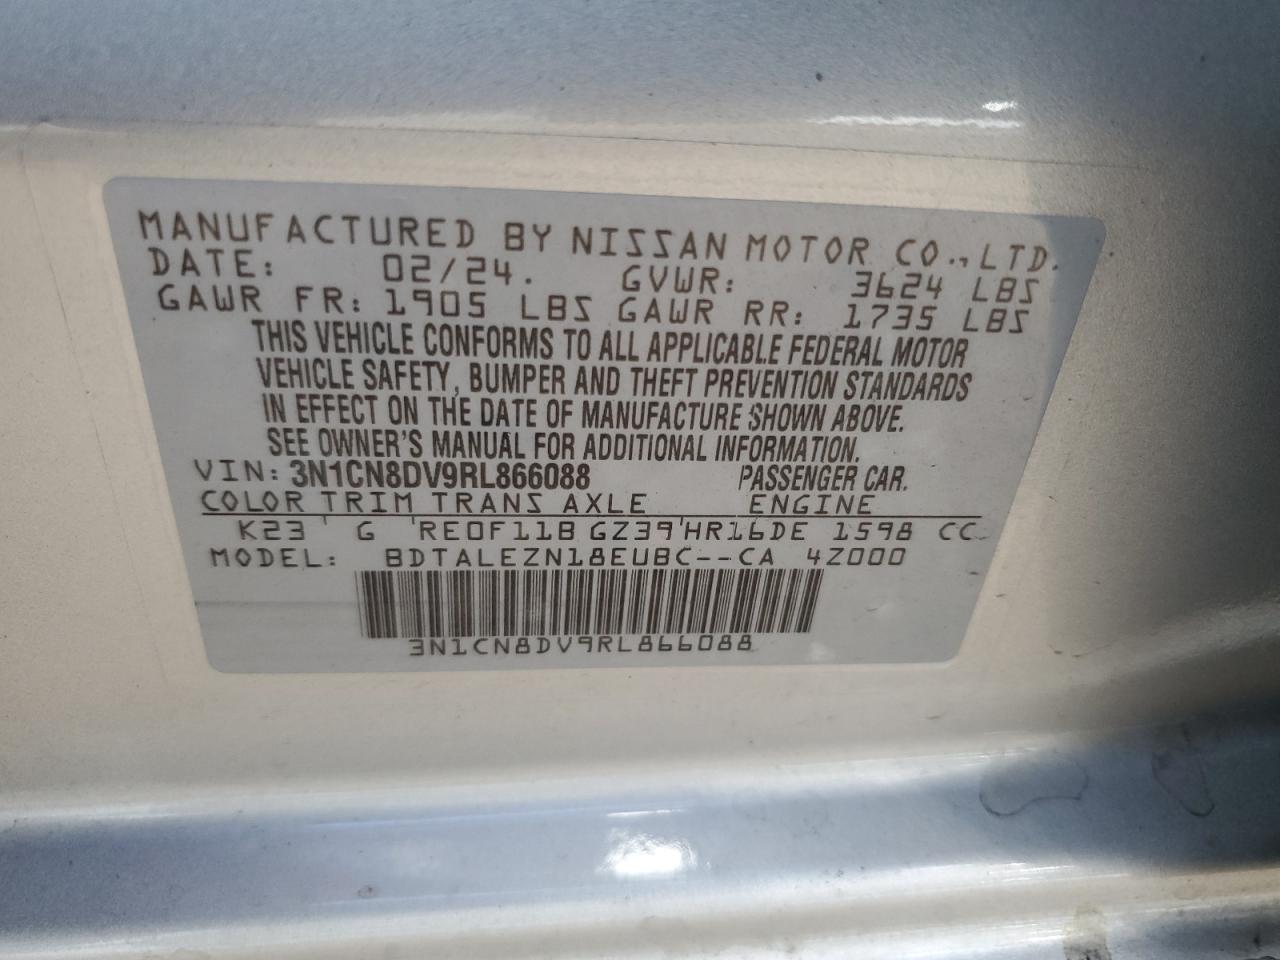 MANUFACTURED BY NISSAN MOTOR CO., LTD.
DATE: 02/24. GVWR: 3624 LBS
GAWR FR: 1905 LBS GAWR RR: 1735 LBS
THIS VEHICLE CONFORMS TO ALL APPLICABLE FEDERAL MOTOR
VEHICLE SAFETY, BUMPER AND THEFT PREVENTION STANDARDS
IN EFFECT ON THE DATE OF MANUFACTURE SHOWN ABOVE.
SEE OWNER'S MANUAL FOR ADDITIONAL INFORMATION.
VIN: 3N1CN8DV9RL866088 PASSENGER CAR.
COLOR TRIM TRANS AXLE ENGINE
K23 G RE0F11B GZ39 HR16DE 1598 CC
MODEL: BDTALEZN18EUBC--CA 4Z000
3N1CN8DV9RL866088